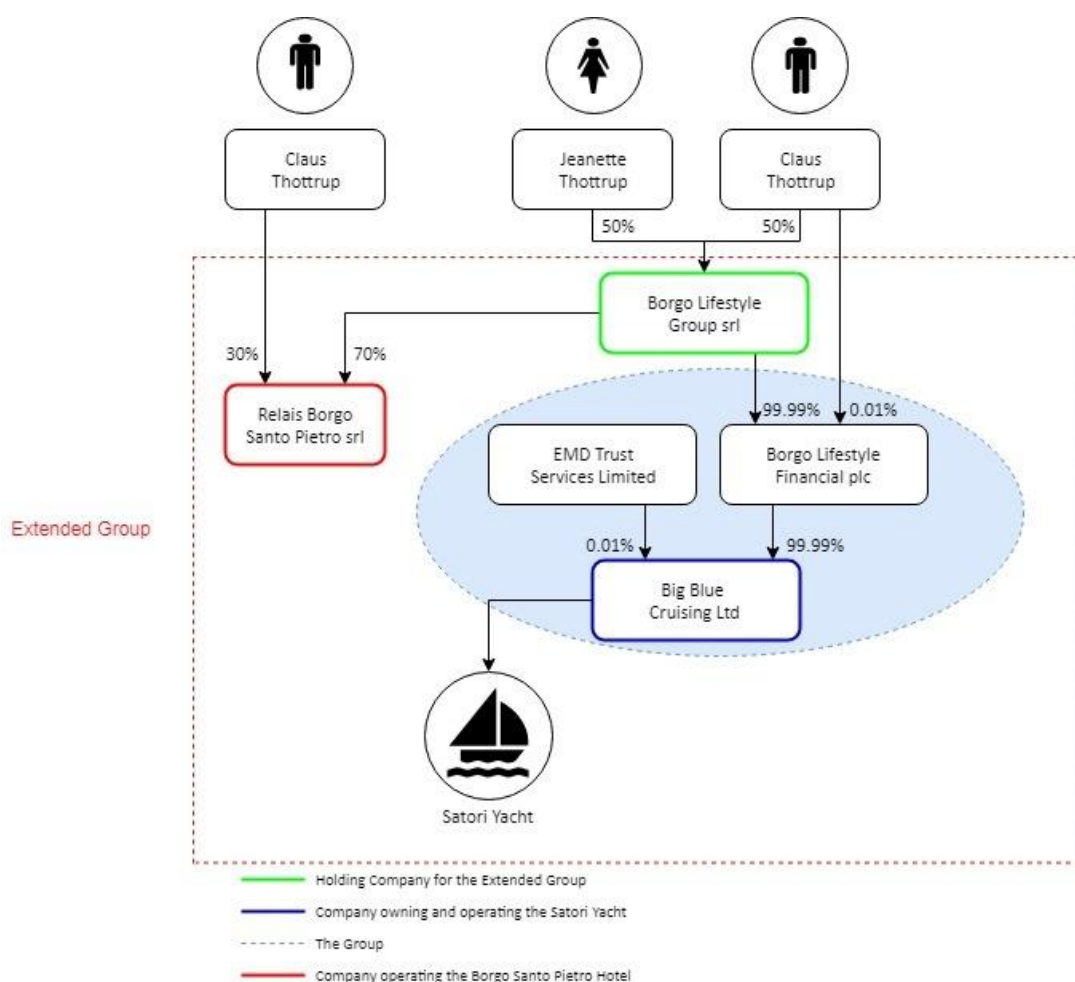 Claus
Thottrup
Jeanette
Thottrup
Claus
Thottrup
50%
50%
Borgo Lifestyle
Group srl
30%
70%
Relais Borgo
Santo Pietro srl
99.99%
0.01%
EMD Trust
Services Limited
Borgo Lifestyle
Financial plc
Extended Group
0.01%
99.99%
Big Blue
Cruising Ltd
Satori Yacht
Holding Company for the Extended Group
Company owning and operating the Satori Yacht
The Group
Company operating the Borgo Santo Pietro Hotel